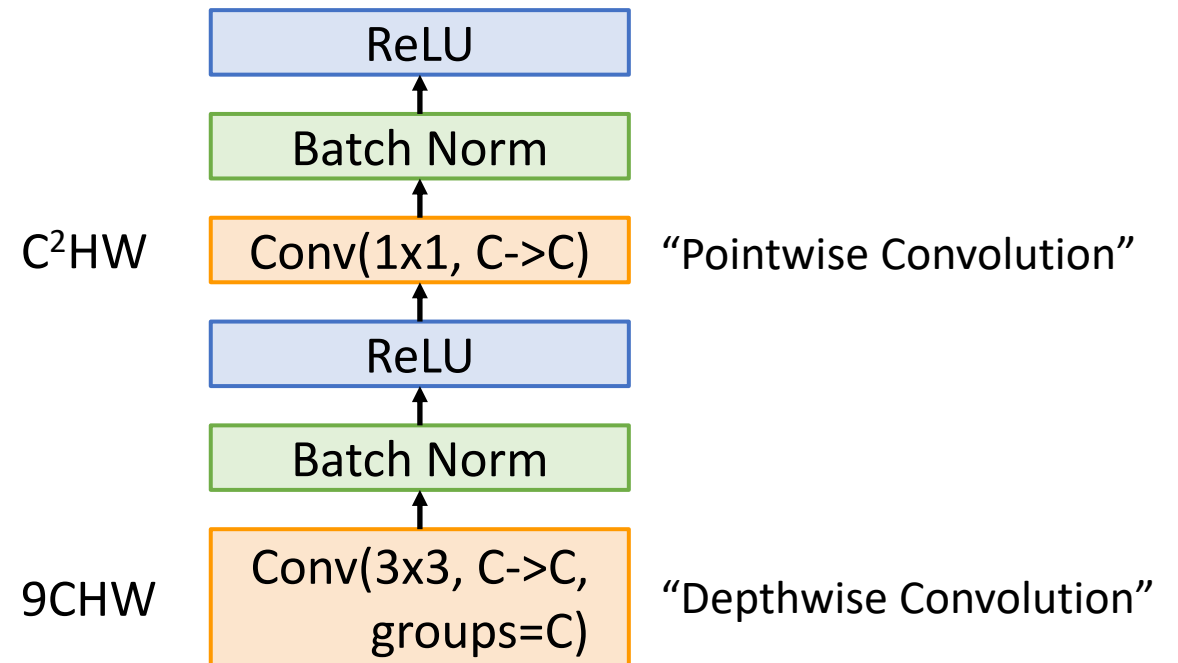 ReLU
Batch Norm
C²HW
Conv(1x1, C->C)
“Pointwise Convolution”
ReLU
Batch Norm
9CHW
Conv(3x3, C->C,
groups=C)
“Depthwise Convolution”